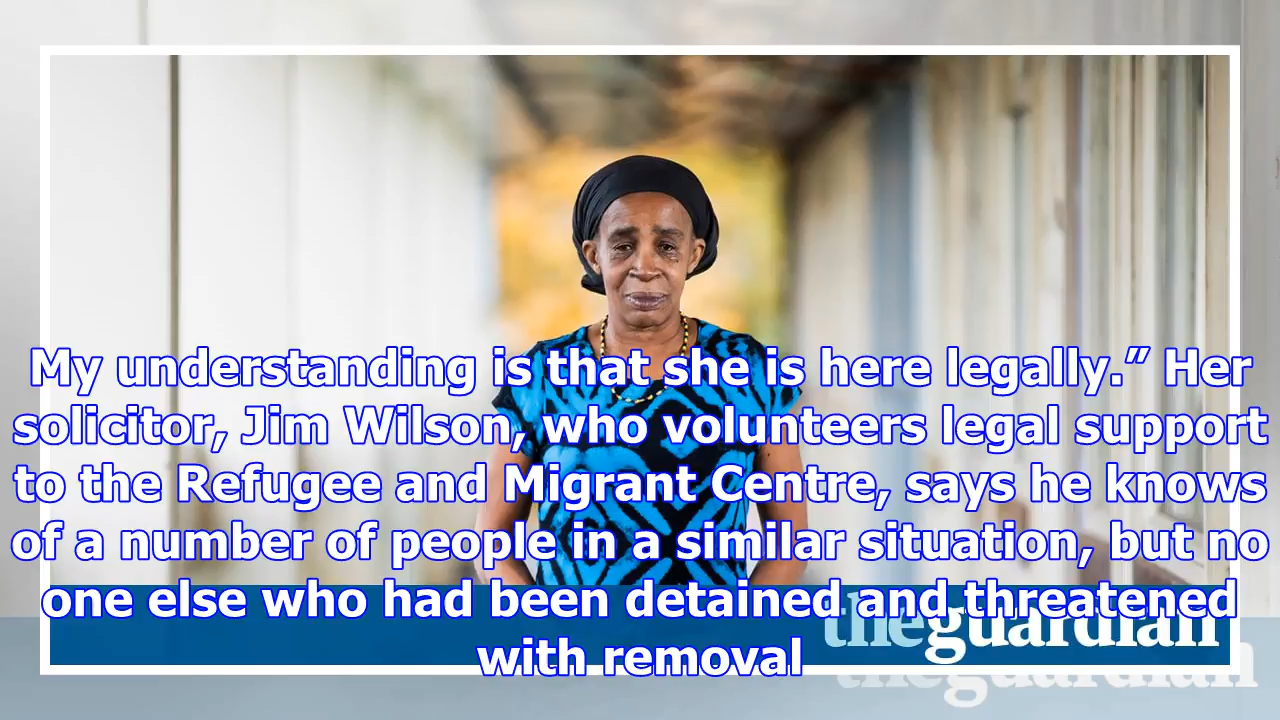 My understanding is that she is here legally.” Her
solicitor, Jim Wilson, who volunteers legal support
to the Refugee and Migrant Centre, says he knows
of a number of people in a similar situation, but no
one else who had been detained and threatened
with removal
theguardian
theguardian